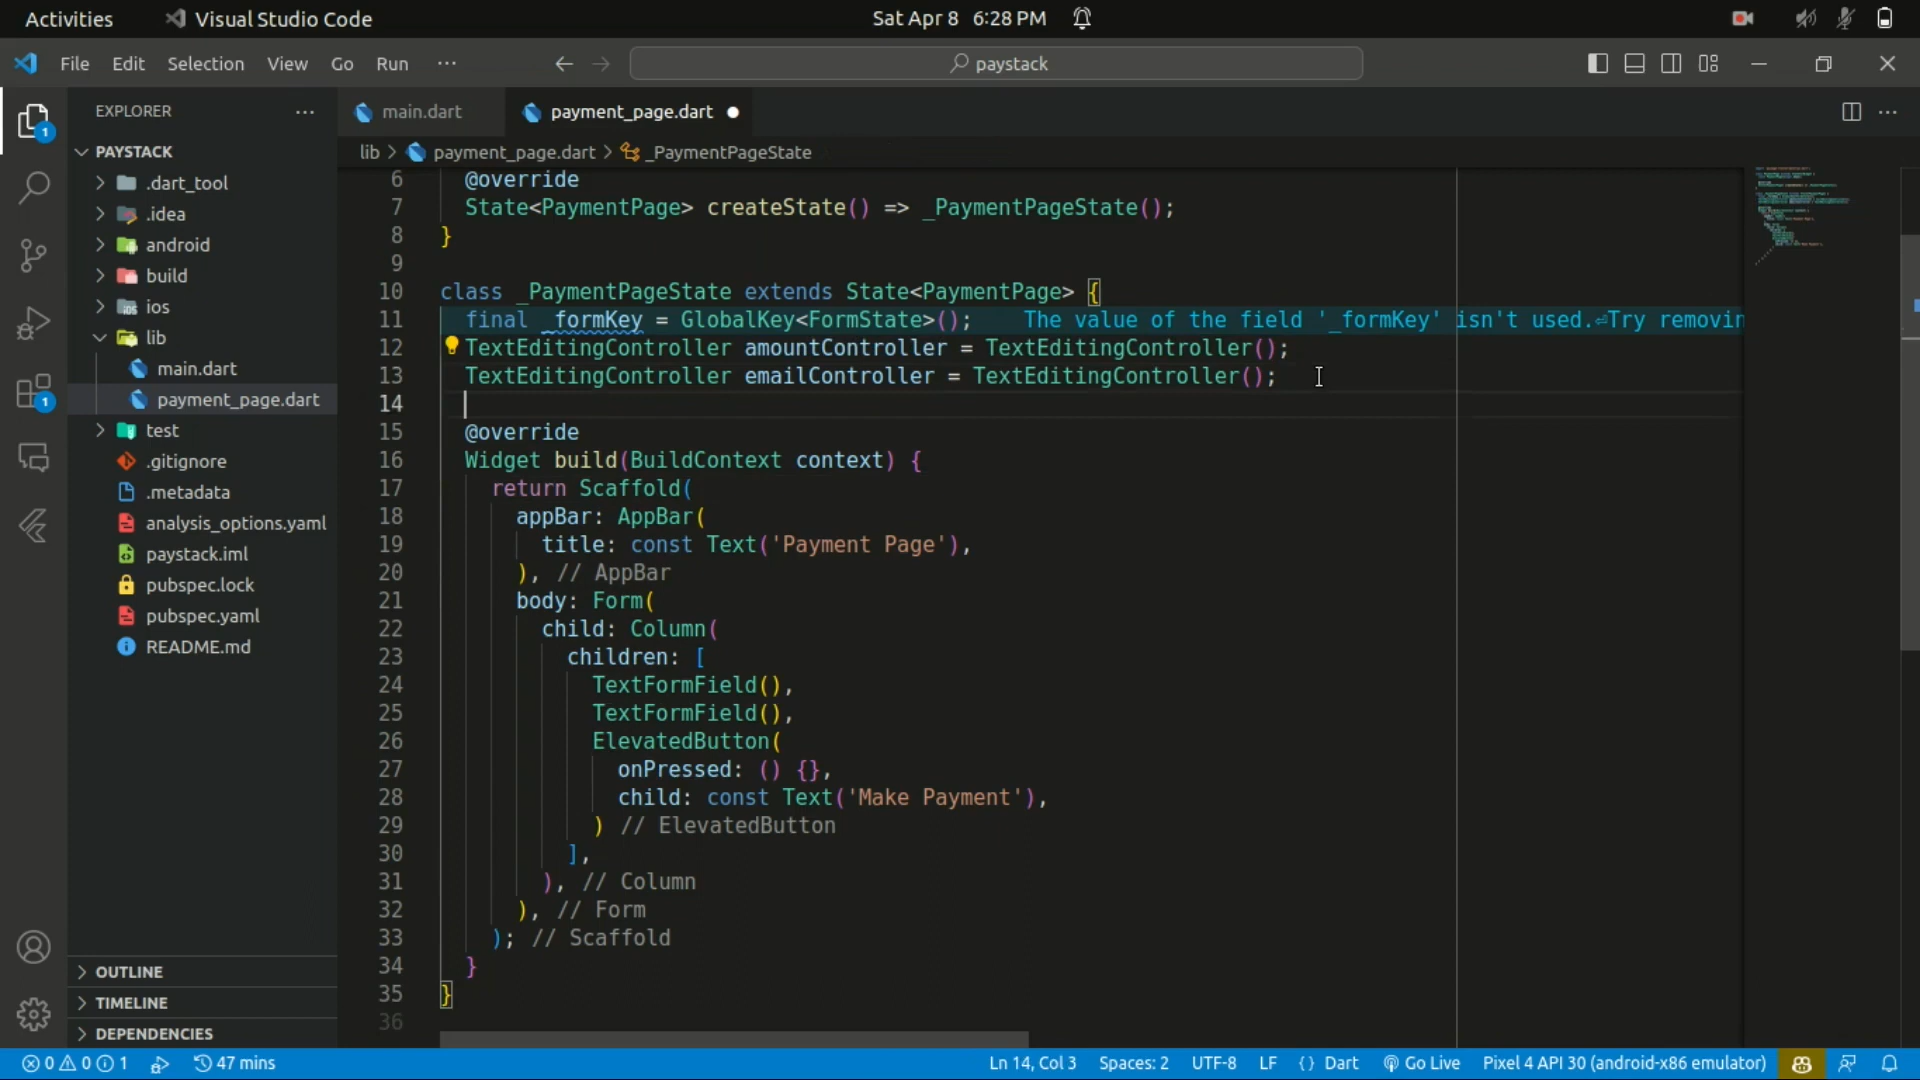 Activities Visual Studio Code Sat Apr 8 6:28 PM
File Edit Selection View Go Run ··· paystack
EXPLORER ··· main.dart payment_page.dart ● ···
lib > payment_page.dart > _PaymentPageState
PAYSTACK
.dart_tool
.idea
android
build
ios
lib
main.dart
payment_page.dart
test
.gitignore
.metadata
analysis_options.yaml
paystack.iml
pubspec.lock
pubspec.yaml
README.md
OUTLINE
TIMELINE
DEPENDENCIES
1
1
6 @override
7 State<PaymentPage> createState() => _PaymentPageState();
8 }
9
10 class _PaymentPageState extends State<PaymentPage> {
11 final _formKey = GlobalKey<FormState>(); The value of the field '_formKey' isn't used.⏎Try removin
12 TextEditingController amountController = TextEditingController();
13 TextEditingController emailController = TextEditingController();
14
15 @override
16 Widget build(BuildContext context) {
17 return Scaffold(
18 appBar: AppBar(
19 title: const Text('Payment Page'),
20 ), // AppBar
21 body: Form(
22 child: Column(
23 children: [
24 TextFormField(),
25 TextFormField(),
26 ElevatedButton(
27 onPressed: () {},
28 child: const Text('Make Payment'),
29 ) // ElevatedButton
30 ],
31 ), // Column
32 ), // Form
33 ); // Scaffold
34 }
35 }
36
0 0 1 47 mins Ln 14, Col 3 Spaces: 2 UTF-8 LF {} Dart Go Live Pixel 4 API 30 (android-x86 emulator)